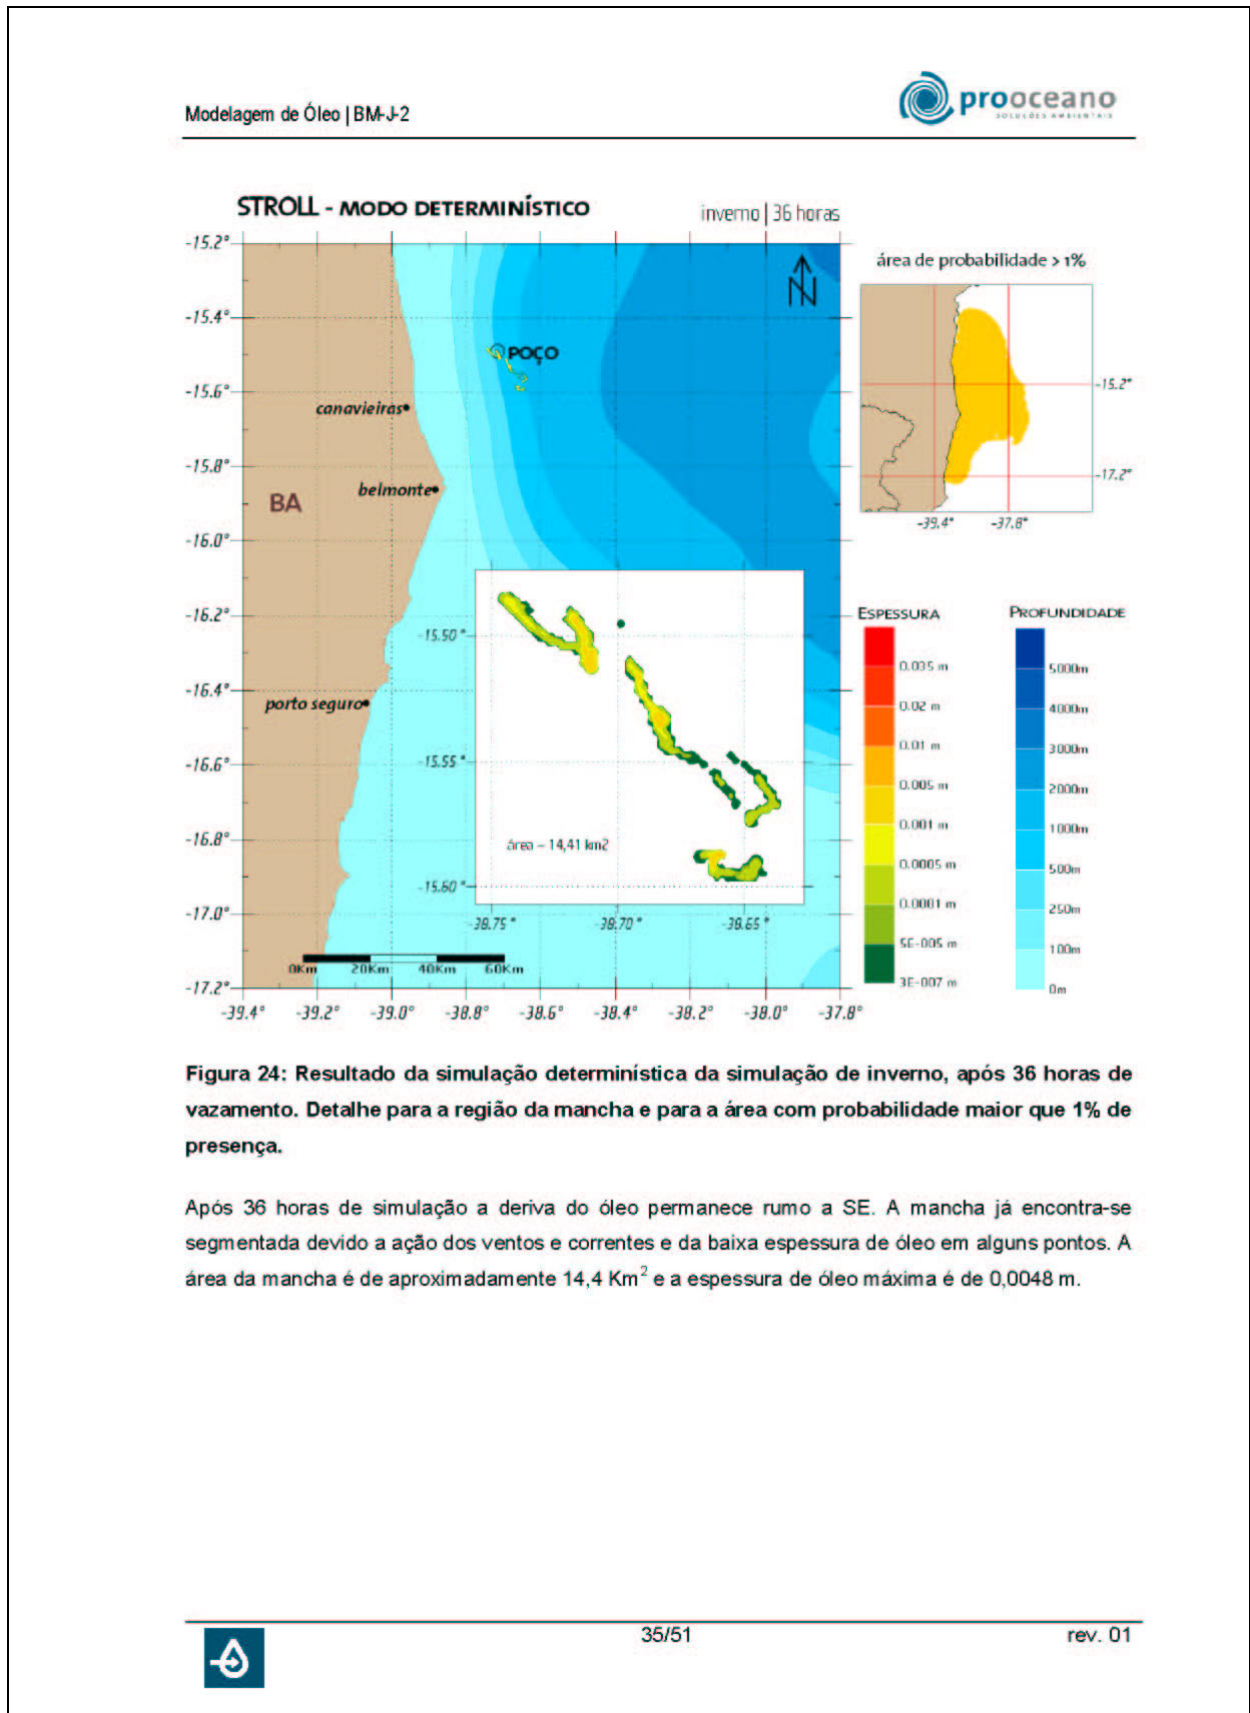 Modelagem de Óleo | BM-J-2
prooceano
SOLUÇÕES AMBIENTAIS
STROLL - MODO DETERMINÍSTICO
inverno | 36 horas
-15.2°
-15.4°
-15.6°
-15.8°
-16.0°
-16.2°
-16.4°
-16.6°
-16.8°
-17.0°
-17.2°
-39.4°
-39.2°
-39.0°
-38.8°
-38.6°
-38.4°
-38.2°
-38.0°
-37.8°
N
POÇO
canavieiras
belmonte
BA
porto seguro
0Km
20Km
40Km
60Km
-15.50°
-15.55°
-15.60°
área - 14,41 km2
-38.75°
-38.70°
-38.65°
área de probabilidade > 1%
-15.2°
-17.2°
-39.4°
-37.8°
ESPESSURA
0.035 m
0.02 m
0.01 m
0.005 m
0.001 m
0.0005 m
0.0001 m
5E-005 m
3E-007 m
PROFUNDIDADE
5000m
4000m
3000m
2000m
1000m
500m
250m
100m
0m
Figura 24: Resultado da simulação determinística da simulação de inverno, após 36 horas de
vazamento. Detalhe para a região da mancha e para a área com probabilidade maior que 1% de
presença.
Após 36 horas de simulação a deriva do óleo permanece rumo a SE. A mancha já encontra-se
segmentada devido a ação dos ventos e correntes e da baixa espessura de óleo em alguns pontos. A
área da mancha é de aproximadamente 14,4 Km² e a espessura de óleo máxima é de 0,0048 m.
35/51
rev. 01